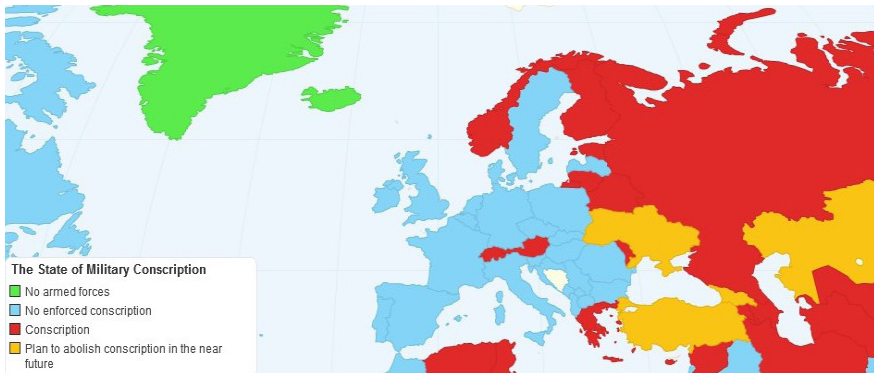 The State of Military Conscription
No armed forces
No enforced conscription
Conscription
Plan to abolish conscription in the near
future